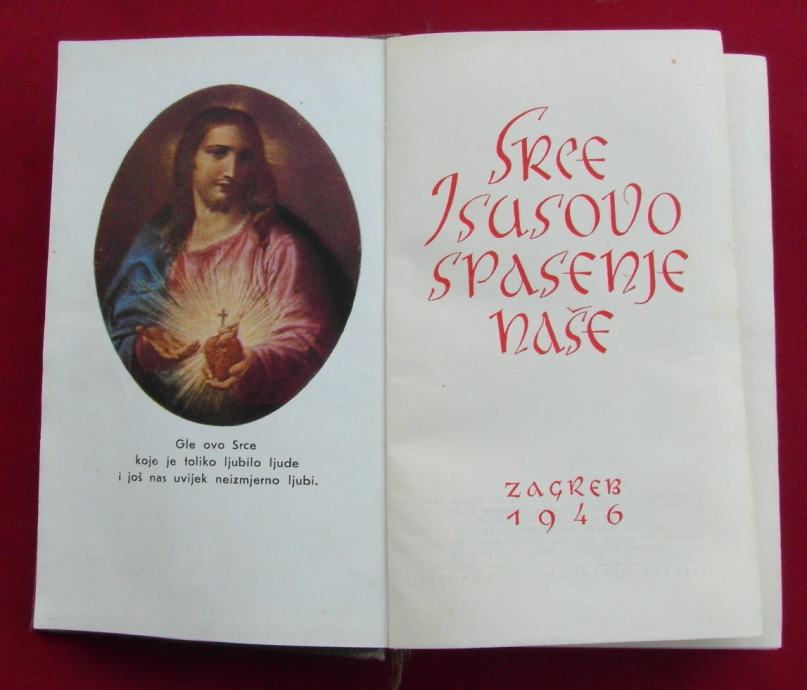 Gle ovo Srce
koje je toliko ljubilo ljude
i još nas uvijek neizmjerno ljubi.
Srce
Isusovo
spasenje
naše
Zagreb
1946